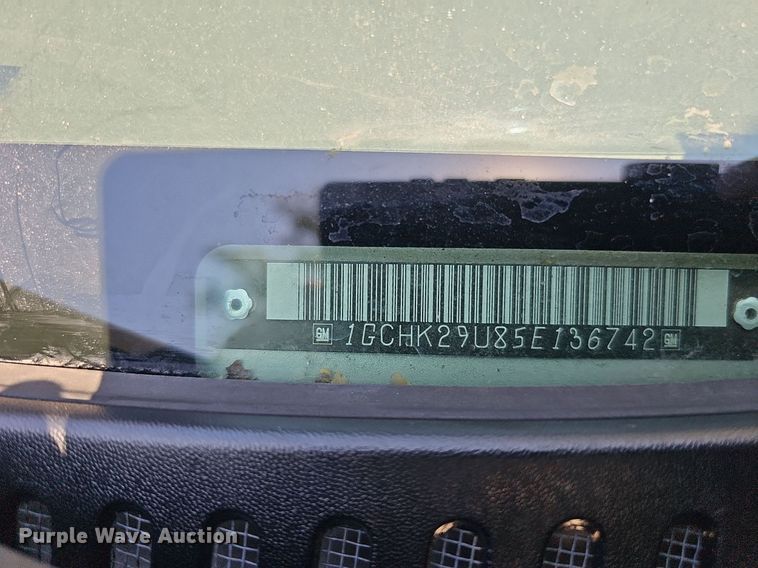 GM 1GCHK29U85E136742 GM
Purple Wave Auction